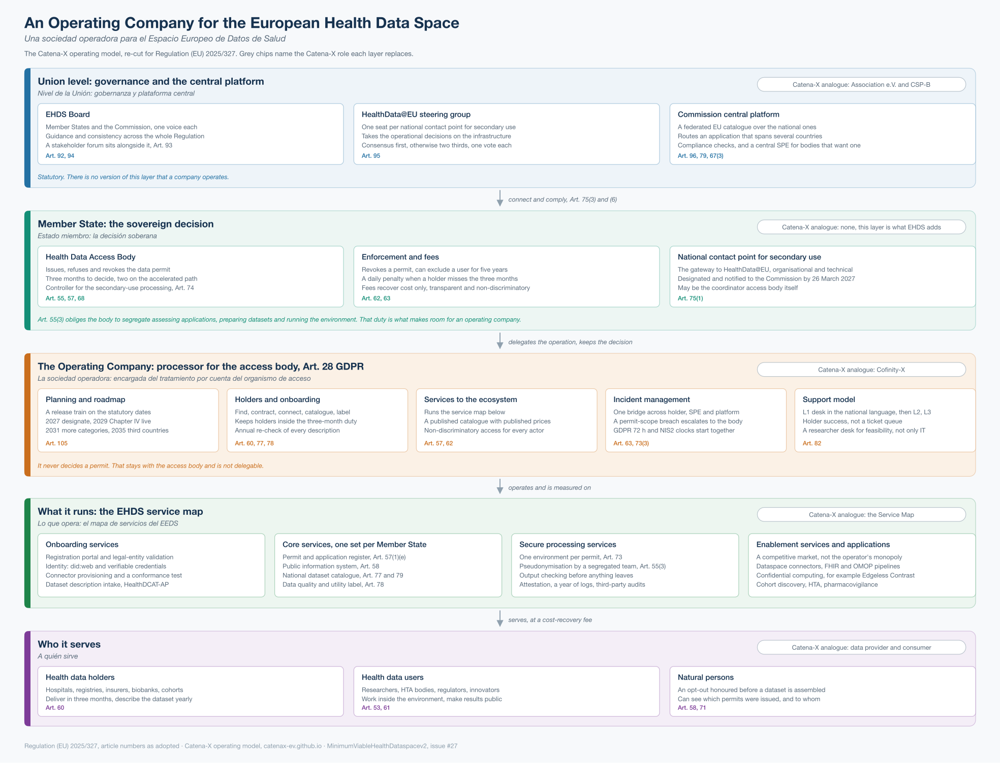 An Operating Company for the European Health Data Space
Una sociedad operadora para el Espacio Europeo de Datos de Salud
The Catena-X operating model, re-cut for Regulation (EU) 2025/327. Grey chips name the Catena-X role each layer replaces.
Union level: governance and the central platform
Nivel de la Unión: gobernanza y plataforma central
Catena-X analogue: Association e.V. and CSP-B
EHDS Board
Member States and the Commission, one voice each
Guidance and consistency across the whole Regulation
A stakeholder forum sits alongside it, Art. 93
Art. 92, 94
HealthData@EU steering group
One seat per national contact point for secondary use
Takes the operational decisions on the infrastructure
Consensus first, otherwise two thirds, one vote each
Art. 95
Commission central platform
A federated EU catalogue over the national ones
Routes an application that spans several countries
Compliance checks, and a central SPE for bodies that want one
Art. 96, 79, 67(3)
Statutory. There is no version of this layer that a company operates.
connect and comply, Art. 75(3) and (6)
Member State: the sovereign decision
Estado miembro: la decisión soberana
Catena-X analogue: none, this layer is what EHDS adds
Health Data Access Body
Issues, refuses and revokes the data permit
Three months to decide, two on the accelerated path
Controller for the secondary-use processing, Art. 74
Art. 55, 57, 68
Enforcement and fees
Revokes a permit, can exclude a user for five years
A daily penalty when a holder misses the three months
Fees recover cost only, transparent and non-discriminatory
Art. 62, 63
National contact point for secondary use
The gateway to HealthData@EU, organisational and technical
Designated and notified to the Commission by 26 March 2027
May be the coordinator access body itself
Art. 75(1)
Art. 55(3) obliges the body to segregate assessing applications, preparing datasets and running the environment. That duty is what makes room for an operating company.
delegates the operation, keeps the decision
The Operating Company: processor for the access body, Art. 28 GDPR
La sociedad operadora: encargada del tratamiento por cuenta del organismo de acceso
Catena-X analogue: Cofinity-X
Planning and roadmap
A release train on the statutory dates
2027 designate, 2029 Chapter IV live
2031 more categories, 2035 third countries
Art. 105
Holders and onboarding
Find, contract, connect, catalogue, label
Keeps holders inside the three-month duty
Annual re-check of every description
Art. 60, 77, 78
Services to the ecosystem
Runs the service map below
A published catalogue with published prices
Non-discriminatory access for every actor
Art. 57, 62
Incident management
One bridge across holder, SPE and platform
A permit-scope breach escalates to the body
GDPR 72 h and NIS2 clocks start together
Art. 63, 73(3)
Support model
L1 desk in the national language, then L2, L3
Holder success, not a ticket queue
A researcher desk for feasibility, not only IT
Art. 82
It never decides a permit. That stays with the access body and is not delegable.
operates and is measured on
What it runs: the EHDS service map
Lo que opera: el mapa de servicios del EEDS
Catena-X analogue: the Service Map
Onboarding services
Registration portal and legal-entity validation
Identity: did:web and verifiable credentials
Connector provisioning and a conformance test
Dataset description intake, HealthDCAT-AP
Core services, one set per Member State
Permit and application register, Art. 57(1)(e)
Public information system, Art. 58
National dataset catalogue, Art. 77 and 79
Data quality and utility label, Art. 78
Secure processing services
One environment per permit, Art. 73
Pseudonymisation by a segregated team, Art. 55(3)
Output checking before anything leaves
Attestation, a year of logs, third-party audits
Enablement services and applications
A competitive market, not the operator's monopoly
Dataspace connectors, FHIR and OMOP pipelines
Confidential computing, for example Edgeless Contrast
Cohort discovery, HTA, pharmacovigilance
serves, at a cost-recovery fee
Who it serves
A quién sirve
Catena-X analogue: data provider and consumer
Health data holders
Hospitals, registries, insurers, biobanks, cohorts
Deliver in three months, describe the dataset yearly
Art. 60
Health data users
Researchers, HTA bodies, regulators, innovators
Work inside the environment, make results public
Art. 53, 61
Natural persons
An opt-out honoured before a dataset is assembled
Can see which permits were issued, and to whom
Art. 58, 71
Regulation (EU) 2025/327, article numbers as adopted · Catena-X operating model, catenax-ev.github.io · MinimumViableHealthDataspacev2, issue #27